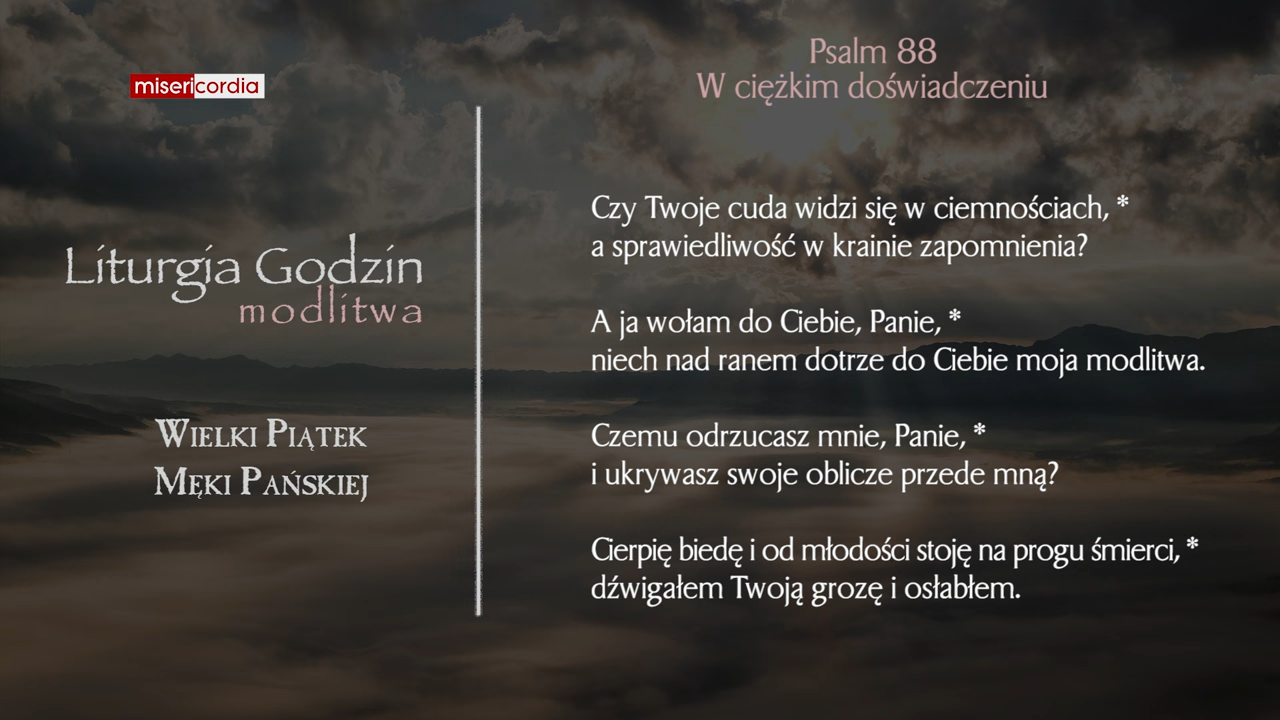 misericordia
Liturgia Godzin
modlitwa
Wielki Piątek
Męki Pańskiej
Psalm 88
W ciężkim doświadczeniu
Czy Twoje cuda widzi się w ciemnościach, *
a sprawiedliwość w krainie zapomnienia?
A ja wołam do Ciebie, Panie, *
niech nad ranem dotrze do Ciebie moja modlitwa.
Czemu odrzucasz mnie, Panie, *
i ukrywasz swoje oblicze przede mną?
Cierpię biedę i od młodości stoję na progu śmierci, *
dźwigałem Twoją grozę i osłabłem.